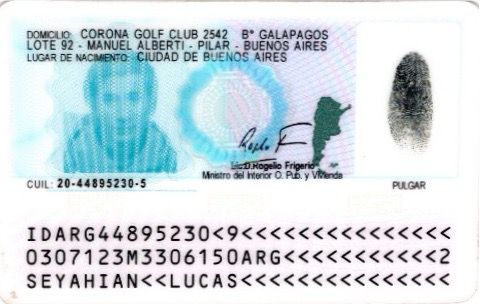 DOMICILIO: CORONA GOLF CLUB 2542 Bº GALAPAGOS
LOTE 92 - MANUEL ALBERTI - PILAR - BUENOS AIRES
LUGAR DE NACIMIENTO: CIUDAD DE BUENOS AIRES
Lic.D.Rogelio Frigerio
Ministro del Interior O. Pub. y Vivienda
CUIL: 20-44895230-5
PULGAR
IDARG44895230<9<<<<<<<<<<<<<<<
0307123M3306150ARG<<<<<<<<<<<2
SEYAHIAN<<LUCAS<<<<<<<<<<<<<<<